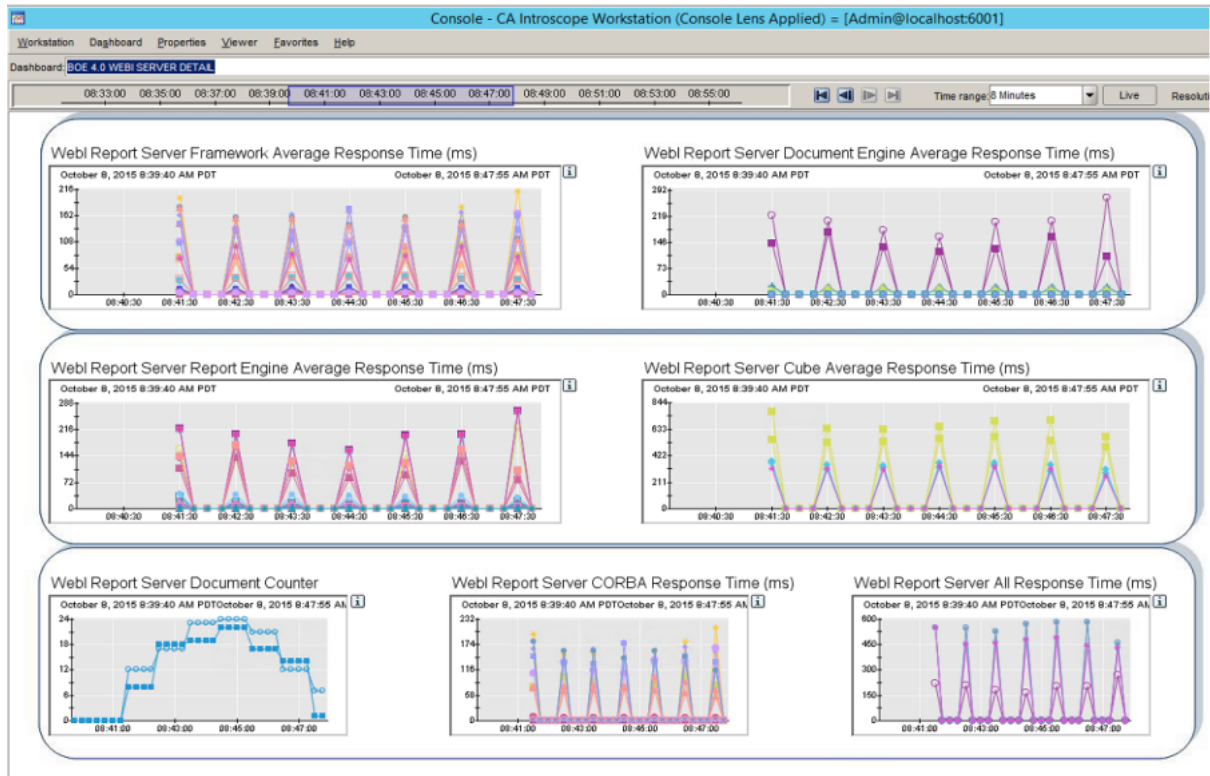 Console - CA Introscope Workstation (Console Lens Applied) = [Admin@localhost:6001]
Workstation Dashboard Properties Viewer Favorites Help
Dashboard: BOE 4.0 WEBI SERVER DETAIL
08:33:00 08:35:00 08:37:00 08:39:00 08:41:00 08:43:00 08:45:00 08:47:00 08:49:00 08:51:00 08:53:00 08:55:00 Time range: 8 Minutes Live Resoluti
WebI Report Server Framework Average Response Time (ms)
October 8, 2015 8:39:40 AM PDT October 8, 2015 8:47:55 AM PDT
216
162
108
54
0
08:40:30 08:41:30 08:42:30 08:43:30 08:44:30 08:45:30 08:46:30 08:47:30
WebI Report Server Document Engine Average Response Time (ms)
October 8, 2015 8:39:40 AM PDT October 8, 2015 8:47:55 AM PDT
292
219
146
73
0
08:40:30 08:41:30 08:42:30 08:43:30 08:44:30 08:45:30 08:46:30 08:47:30
WebI Report Server Report Engine Average Response Time (ms)
October 8, 2015 8:39:40 AM PDT October 8, 2015 8:47:55 AM PDT
288
216
144
72
0
08:40:30 08:41:30 08:42:30 08:43:30 08:44:30 08:45:30 08:46:30 08:47:30
WebI Report Server Cube Average Response Time (ms)
October 8, 2015 8:39:40 AM PDT October 8, 2015 8:47:55 AM PDT
844
633
422
211
0
08:40:30 08:41:30 08:42:30 08:43:30 08:44:30 08:45:30 08:46:30 08:47:30
WebI Report Server Document Counter
October 8, 2015 8:39:40 AM PDTOctober 8, 2015 8:47:55 AM
24
18
12
6
0
08:41:00 08:43:00 08:45:00 08:47:00
WebI Report Server CORBA Response Time (ms)
October 8, 2015 8:39:40 AM PDTOctober 8, 2015 8:47:55 AM
232
174
116
58
0
08:41:00 08:43:00 08:45:00 08:47:00
WebI Report Server All Response Time (ms)
October 8, 2015 8:39:40 AM PDTOctober 8, 2015 8:47:55 AM
600
450
300
150
0
08:41:00 08:43:00 08:45:00 08:47:00